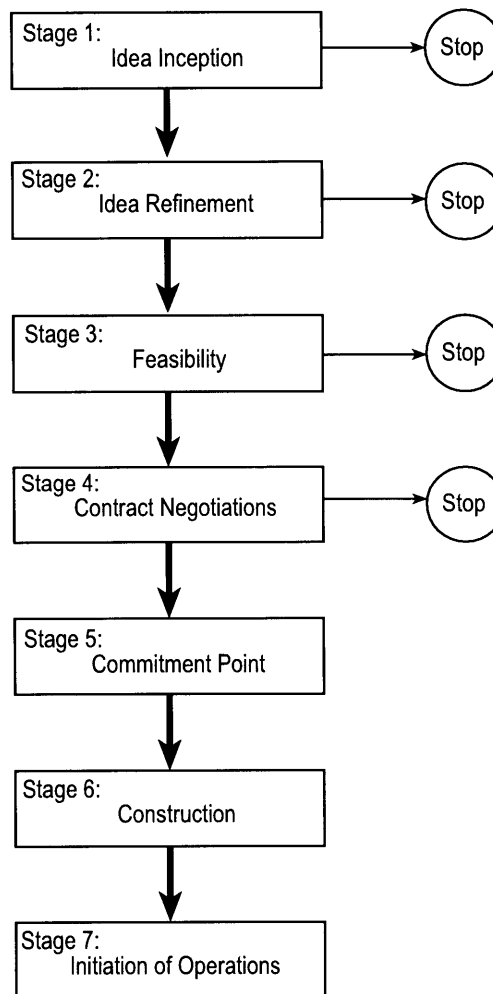 Stage 1:
Idea Inception
Stop
Stage 2:
Idea Refinement
Stop
Stage 3:
Feasibility
Stop
Stage 4:
Contract Negotiations
Stop
Stage 5:
Commitment Point
Stage 6:
Construction
Stage 7:
Initiation of Operations